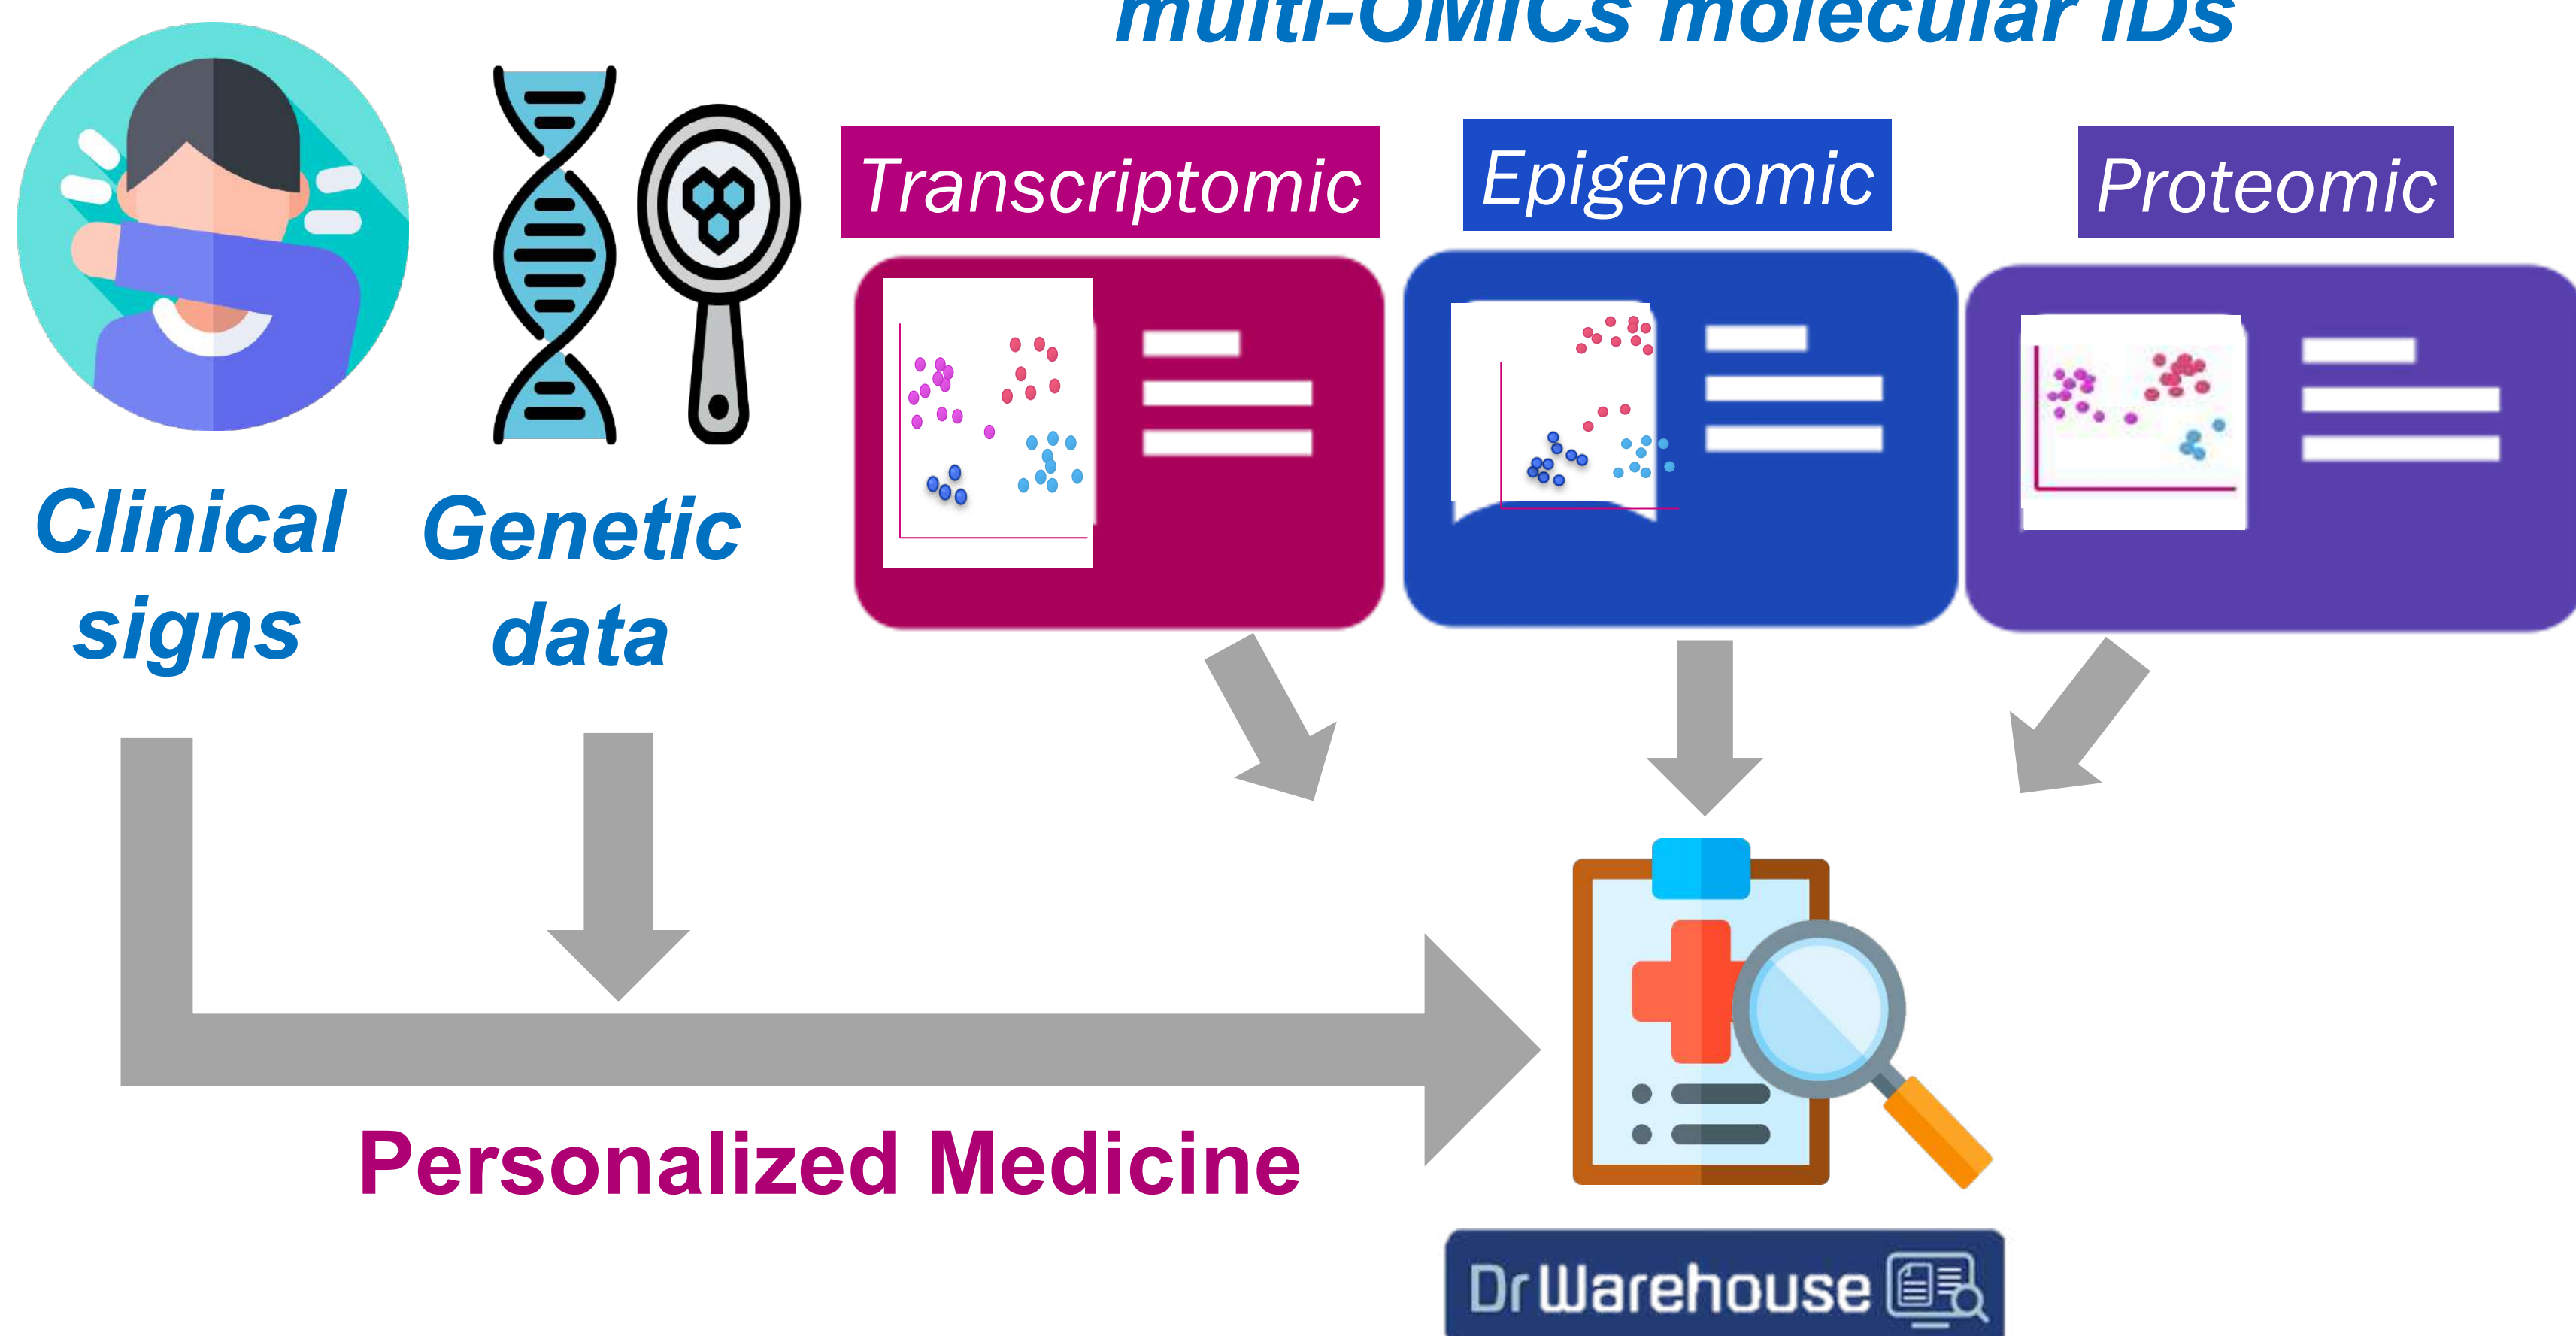 multi-OMICs molecular IDs
Transcriptomic
Epigenomic
Proteomic
Clinical
signs
Genetic
data
Personalized Medicine
Dr Warehouse